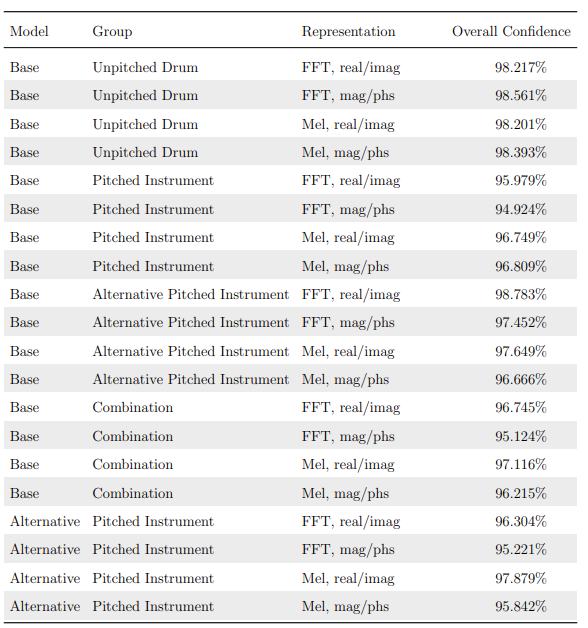 Model Group Representation Overall Confidence
Base Unpitched Drum FFT, real/imag 98.217%
Base Unpitched Drum FFT, mag/phs 98.561%
Base Unpitched Drum Mel, real/imag 98.201%
Base Unpitched Drum Mel, mag/phs 98.393%
Base Pitched Instrument FFT, real/imag 95.979%
Base Pitched Instrument FFT, mag/phs 94.924%
Base Pitched Instrument Mel, real/imag 96.749%
Base Pitched Instrument Mel, mag/phs 96.809%
Base Alternative Pitched Instrument FFT, real/imag 98.783%
Base Alternative Pitched Instrument FFT, mag/phs 97.452%
Base Alternative Pitched Instrument Mel, real/imag 97.649%
Base Alternative Pitched Instrument Mel, mag/phs 96.666%
Base Combination FFT, real/imag 96.745%
Base Combination FFT, mag/phs 95.124%
Base Combination Mel, real/imag 97.116%
Base Combination Mel, mag/phs 96.215%
Alternative Pitched Instrument FFT, real/imag 96.304%
Alternative Pitched Instrument FFT, mag/phs 95.221%
Alternative Pitched Instrument Mel, real/imag 97.879%
Alternative Pitched Instrument Mel, mag/phs 95.842%